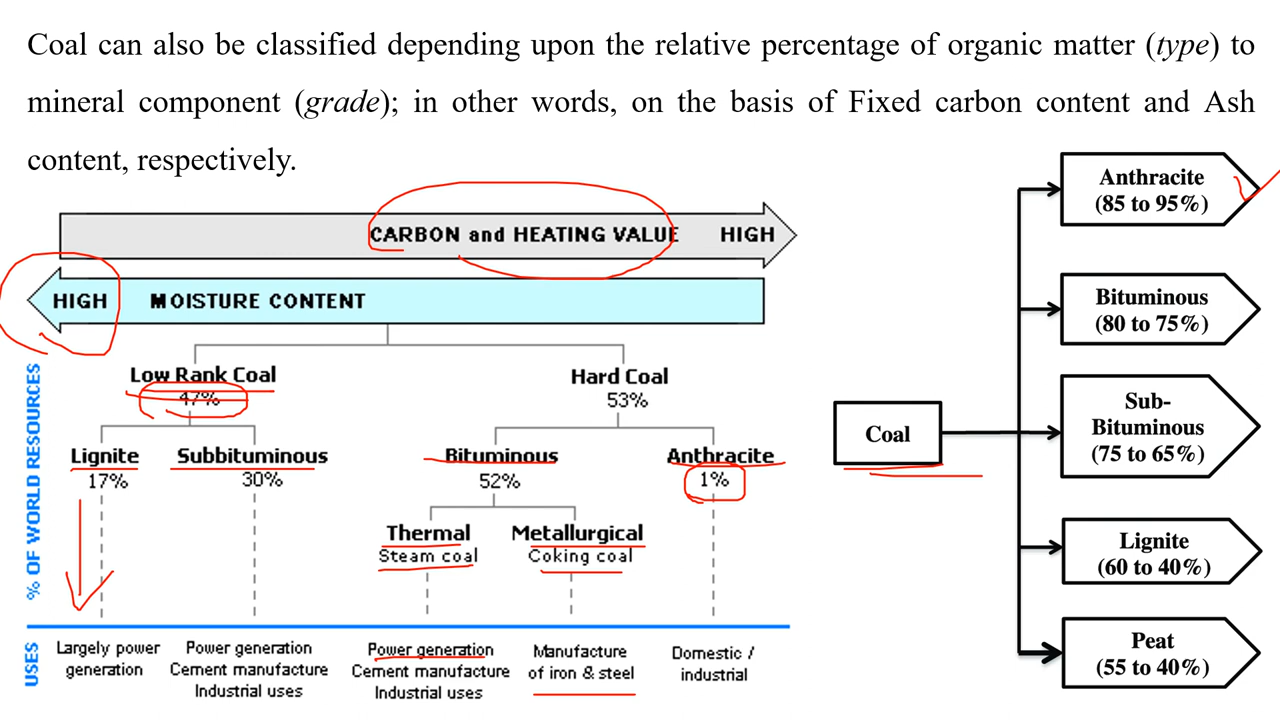 Coal can also be classified depending upon the relative percentage of organic matter (type) to
mineral component (grade); in other words, on the basis of Fixed carbon content and Ash
content, respectively.
CARBON and HEATING VALUE HIGH
HIGH MOISTURE CONTENT
% OF WORLD RESOURCES
Low Rank Coal
47%
Hard Coal
53%
Lignite
17%
Subbituminous
30%
Bituminous
52%
Anthracite
1%
Thermal
Steam coal
Metallurgical
Coking coal
USES
Largely power
generation
Power generation
Cement manufacture
Industrial uses
Power generation
Cement manufacture
Industrial uses
Manufacture
of iron & steel
Domestic /
industrial
Coal
Anthracite
(85 to 95%)
Bituminous
(80 to 75%)
Sub-
Bituminous
(75 to 65%)
Lignite
(60 to 40%)
Peat
(55 to 40%)